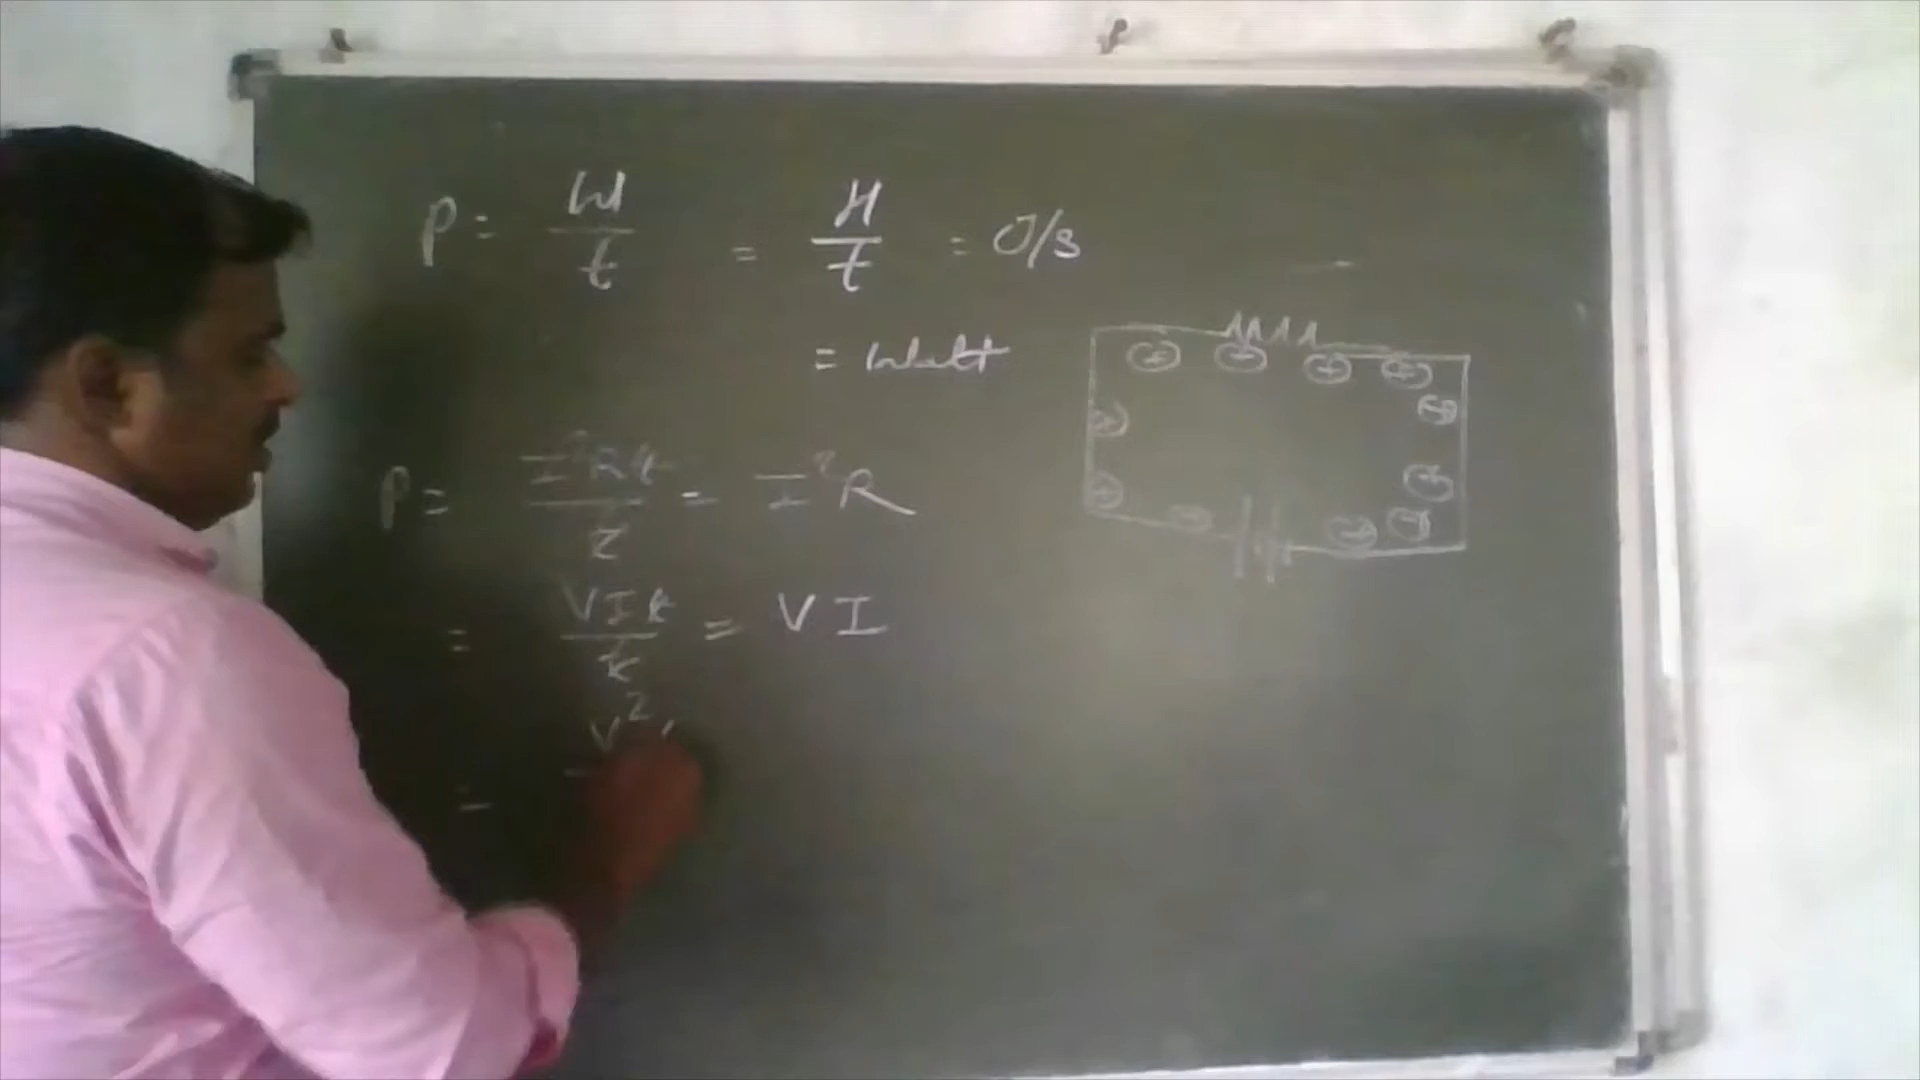 P = W/t = H/t = J/s
= Watt
P = I²Rt/t = I²R
= VIt/t = VI
= V²